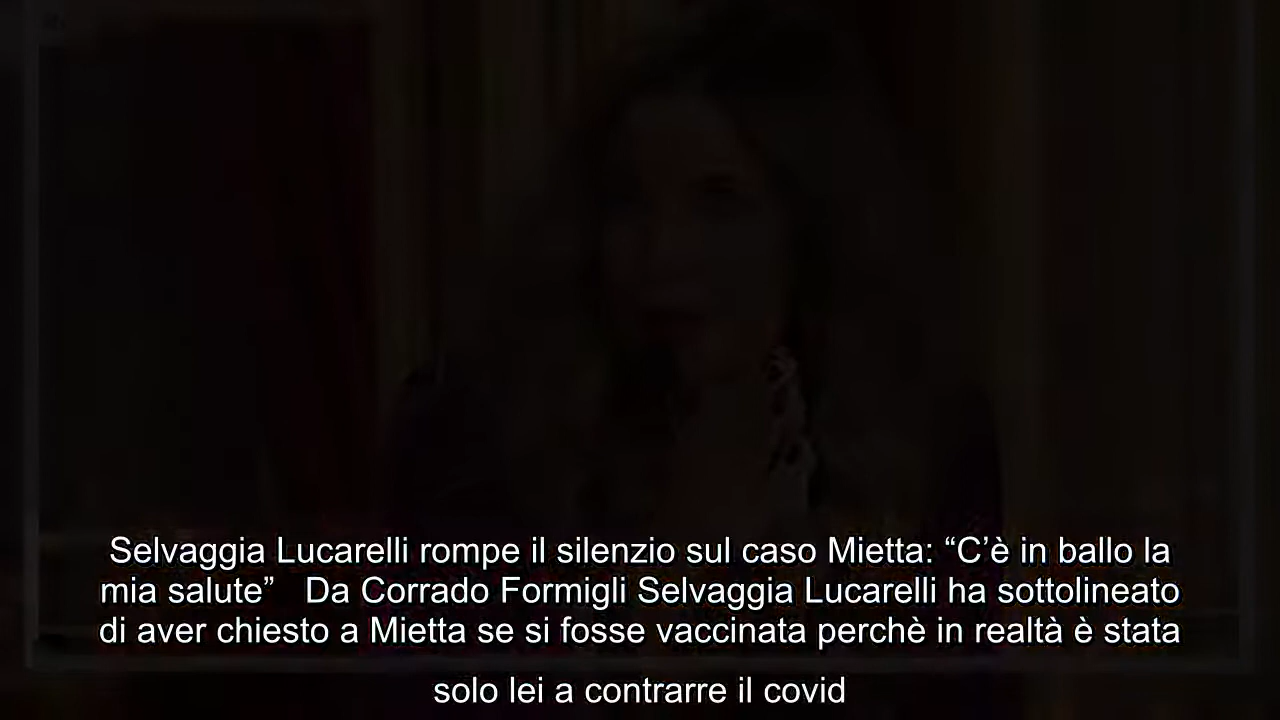 Selvaggia Lucarelli rompe il silenzio sul caso Mietta: “C’è in ballo la
mia salute”   Da Corrado Formigli Selvaggia Lucarelli ha sottolineato
di aver chiesto a Mietta se si fosse vaccinata perchè in realtà è stata
solo lei a contrarre il covid